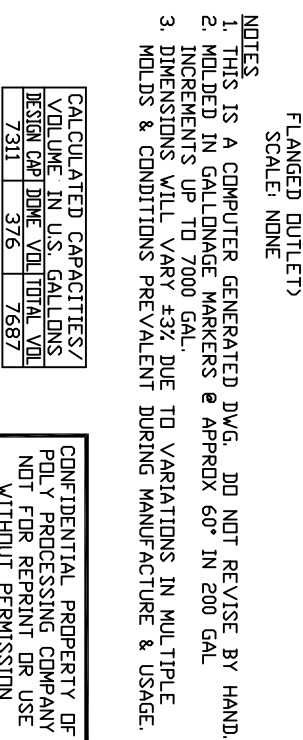 FLANGED OUTLET)
SCALE: NONE
NOTES
1. THIS IS A COMPUTER GENERATED DWG. DO NOT REVISE BY HAND.
2. MOLDED IN GALLONAGE MARKERS @ APPROX 60° IN 200 GAL
INCREMENTS UP TO 7000 GAL.
3. DIMENSIONS WILL VARY ±3% DUE TO VARIATIONS IN MULTIPLE
MOLDS & CONDITIONS PREVALENT DURING MANUFACTURE & USAGE.
CALCULATED CAPACITIES/
VOLUME IN U.S. GALLONS
DESIGN CAP DOME VOL TOTAL VOL
7311 376 7687
CONFIDENTIAL PROPERTY OF
POLY PROCESSING COMPANY
NOT FOR REPRINT OR USE
WITHOUT PERMISSION